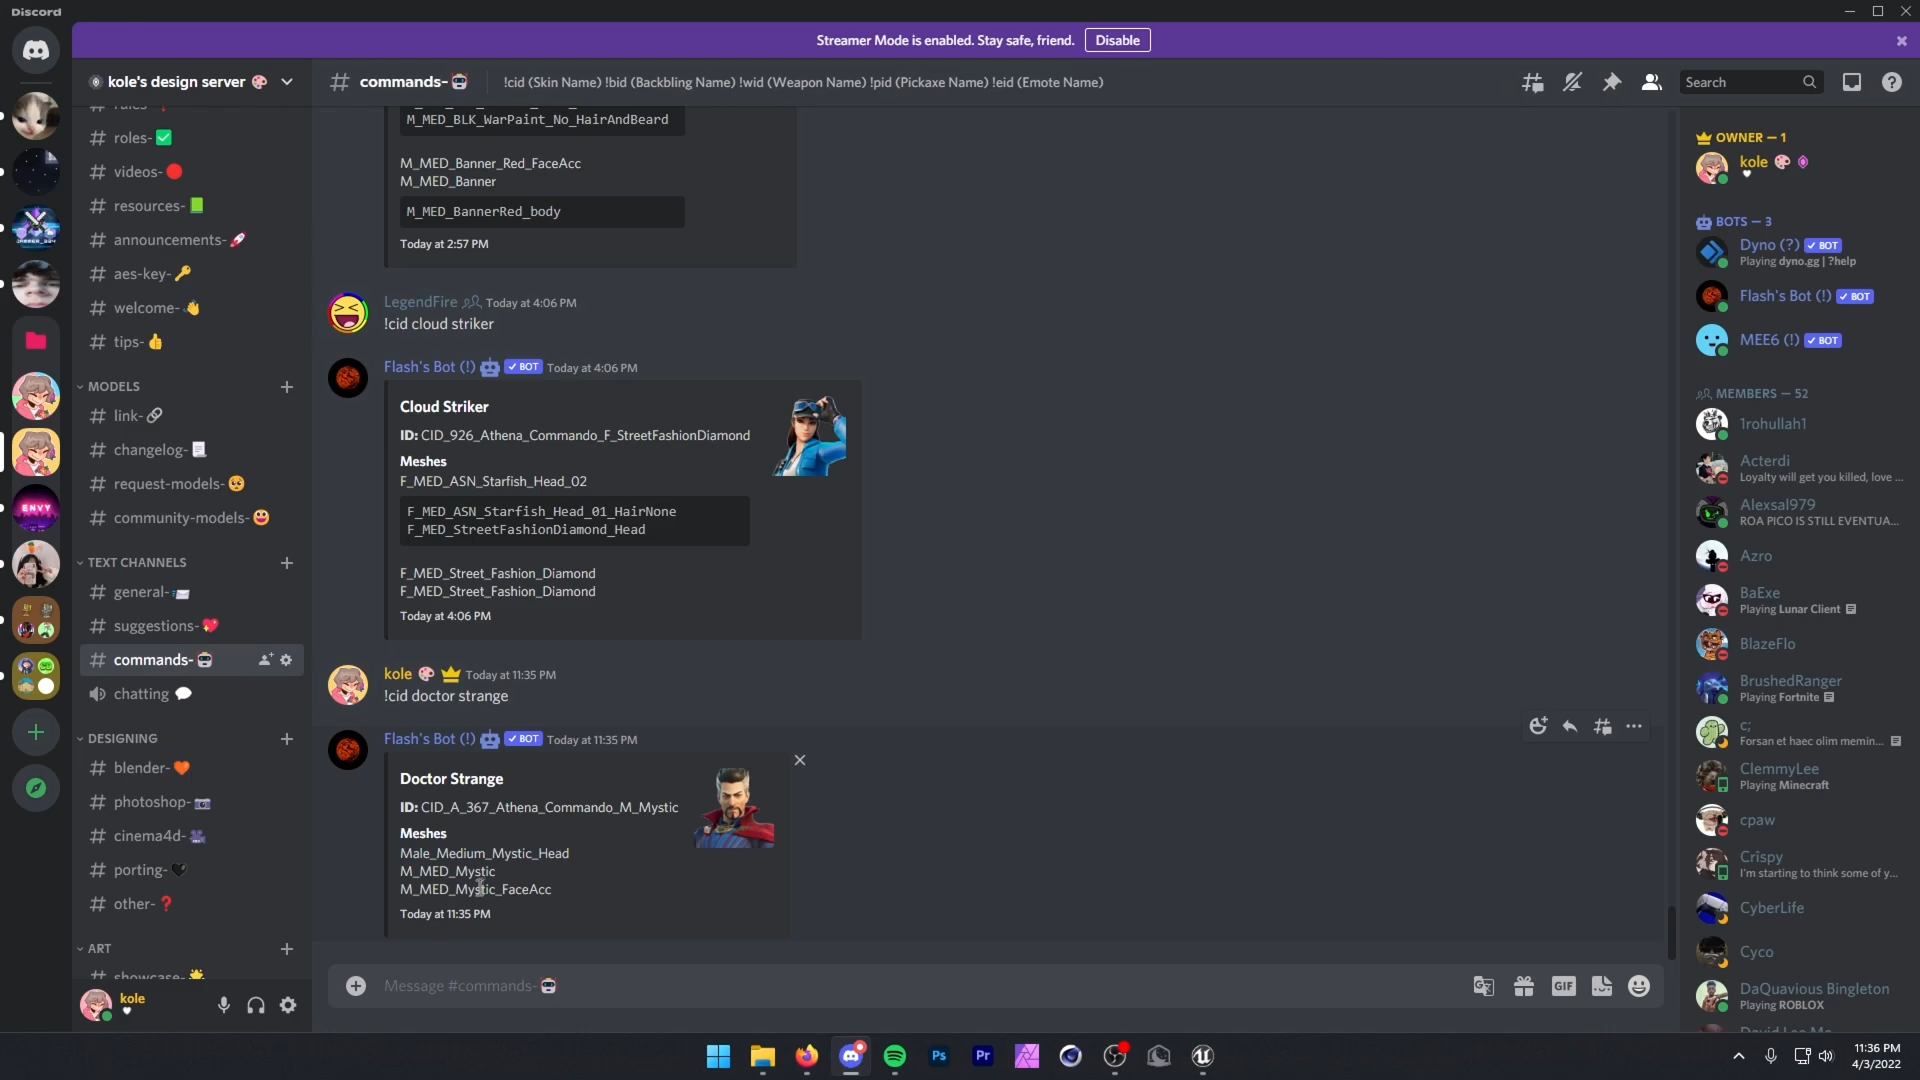 Discord
Streamer Mode is enabled. Stay safe, friend. Disable
kole's design server
commands-
!cid (Skin Name) !bid (Backbling Name) !wid (Weapon Name) !pid (Pickaxe Name) !eid (Emote Name)
Search
rules-
roles-
videos-
resources-
announcements-
aes-key-
welcome-
tips-
MODELS
link-
changelog-
request-models-
community-models-
TEXT CHANNELS
general-
suggestions-
commands-
chatting
DESIGNING
blender-
photoshop-
cinema4d-
porting-
other-
ART
showcase-
kole
ENVY
M_MED_BLK_WarPaint_No_HairAndBeard
M_MED_Banner_Red_FaceAcc
M_MED_Banner
M_MED_BannerRed_body
Today at 2:57 PM
LegendFire Today at 4:06 PM
!cid cloud striker
Flash's Bot (!) BOT Today at 4:06 PM
Cloud Striker
ID: CID_926_Athena_Commando_F_StreetFashionDiamond
Meshes
F_MED_ASN_Starfish_Head_02
F_MED_ASN_Starfish_Head_01_HairNone
F_MED_StreetFashionDiamond_Head
F_MED_Street_Fashion_Diamond
F_MED_Street_Fashion_Diamond
Today at 4:06 PM
kole Today at 11:35 PM
!cid doctor strange
Flash's Bot (!) BOT Today at 11:35 PM
Doctor Strange
ID: CID_A_367_Athena_Commando_M_Mystic
Meshes
Male_Medium_Mystic_Head
M_MED_Mystic
M_MED_Mystic_FaceAcc
Today at 11:35 PM
Message #commands-
GIF
OWNER — 1
kole
BOTS — 3
Dyno (?) BOT
Playing dyno.gg | ?help
Flash's Bot (!) BOT
MEE6 (!) BOT
MEMBERS — 52
1rohullah1
Acterdi
Loyalty will get you killed, love ...
Alexsal979
ROA PICO IS STILL EVENTUA...
Azro
BaExe
Playing Lunar Client
BlazeFlo
BrushedRanger
Playing Fortnite
c;
Forsan et haec olim memin...
ClemmyLee
Playing Minecraft
cpaw
Crîspy
I'm starting to think some of y...
CyberLife
Cyco
DaQuavious Bingleton
Playing ROBLOX
Ps
Pr
11:36 PM
4/3/2022